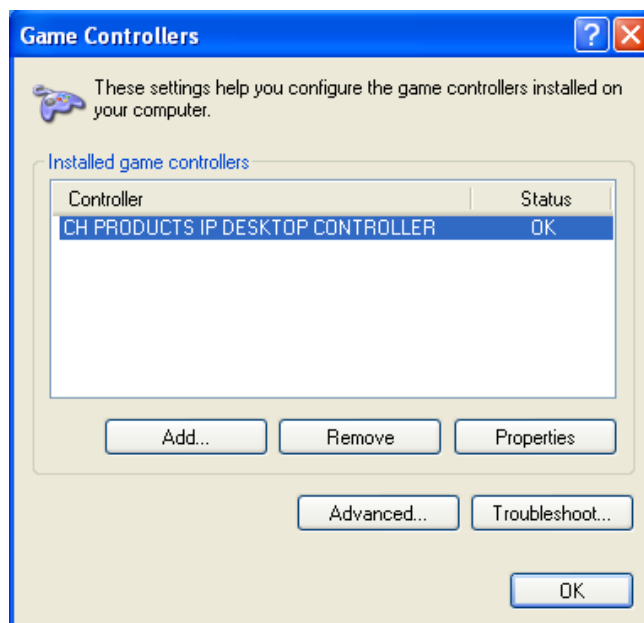 Game Controllers
These settings help you configure the game controllers installed on
your computer.
Installed game controllers
Controller Status
CH PRODUCTS IP DESKTOP CONTROLLER OK
Add... Remove Properties
Advanced... Troubleshoot...
OK